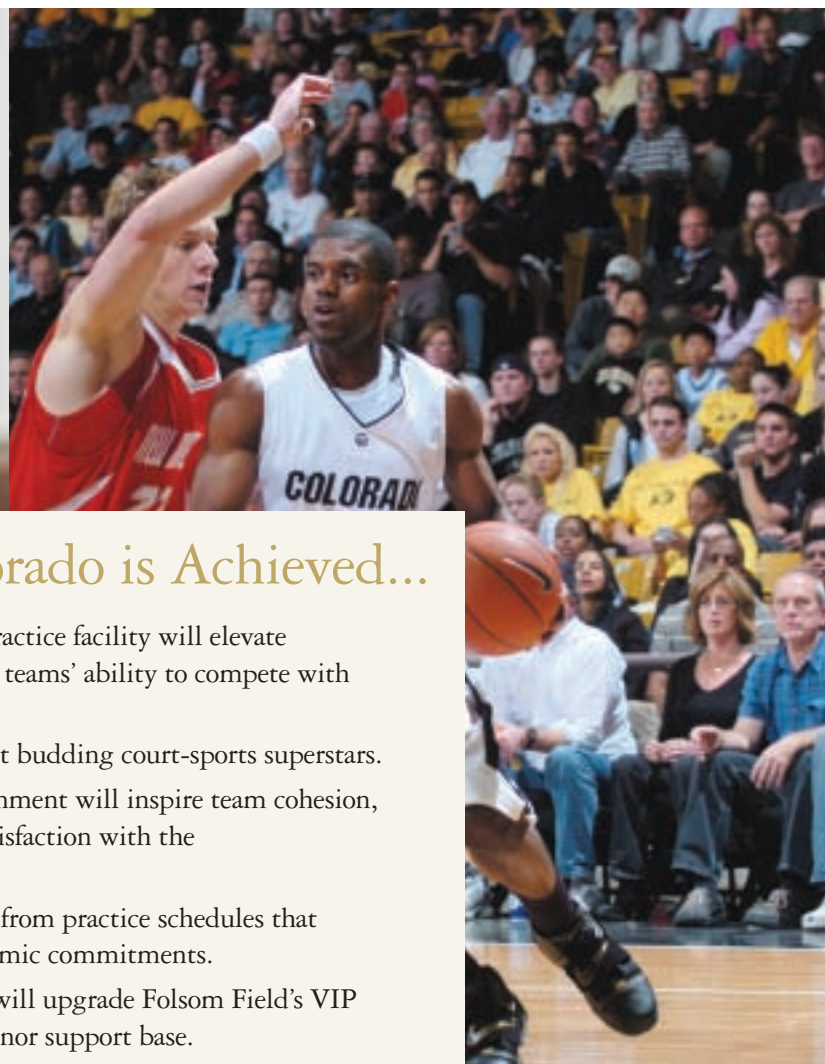 COLORADO
orado is Achieved...
ractice facility will elevate
teams’ ability to compete with
t budding court-sports superstars.
nment will inspire team cohesion,
isfaction with the
from practice schedules that
mic commitments.
will upgrade Folsom Field’s VIP
nor support base.